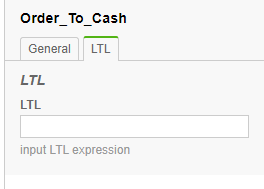 Order_To_Cash
General LTL
LTL
LTL
input LTL expression